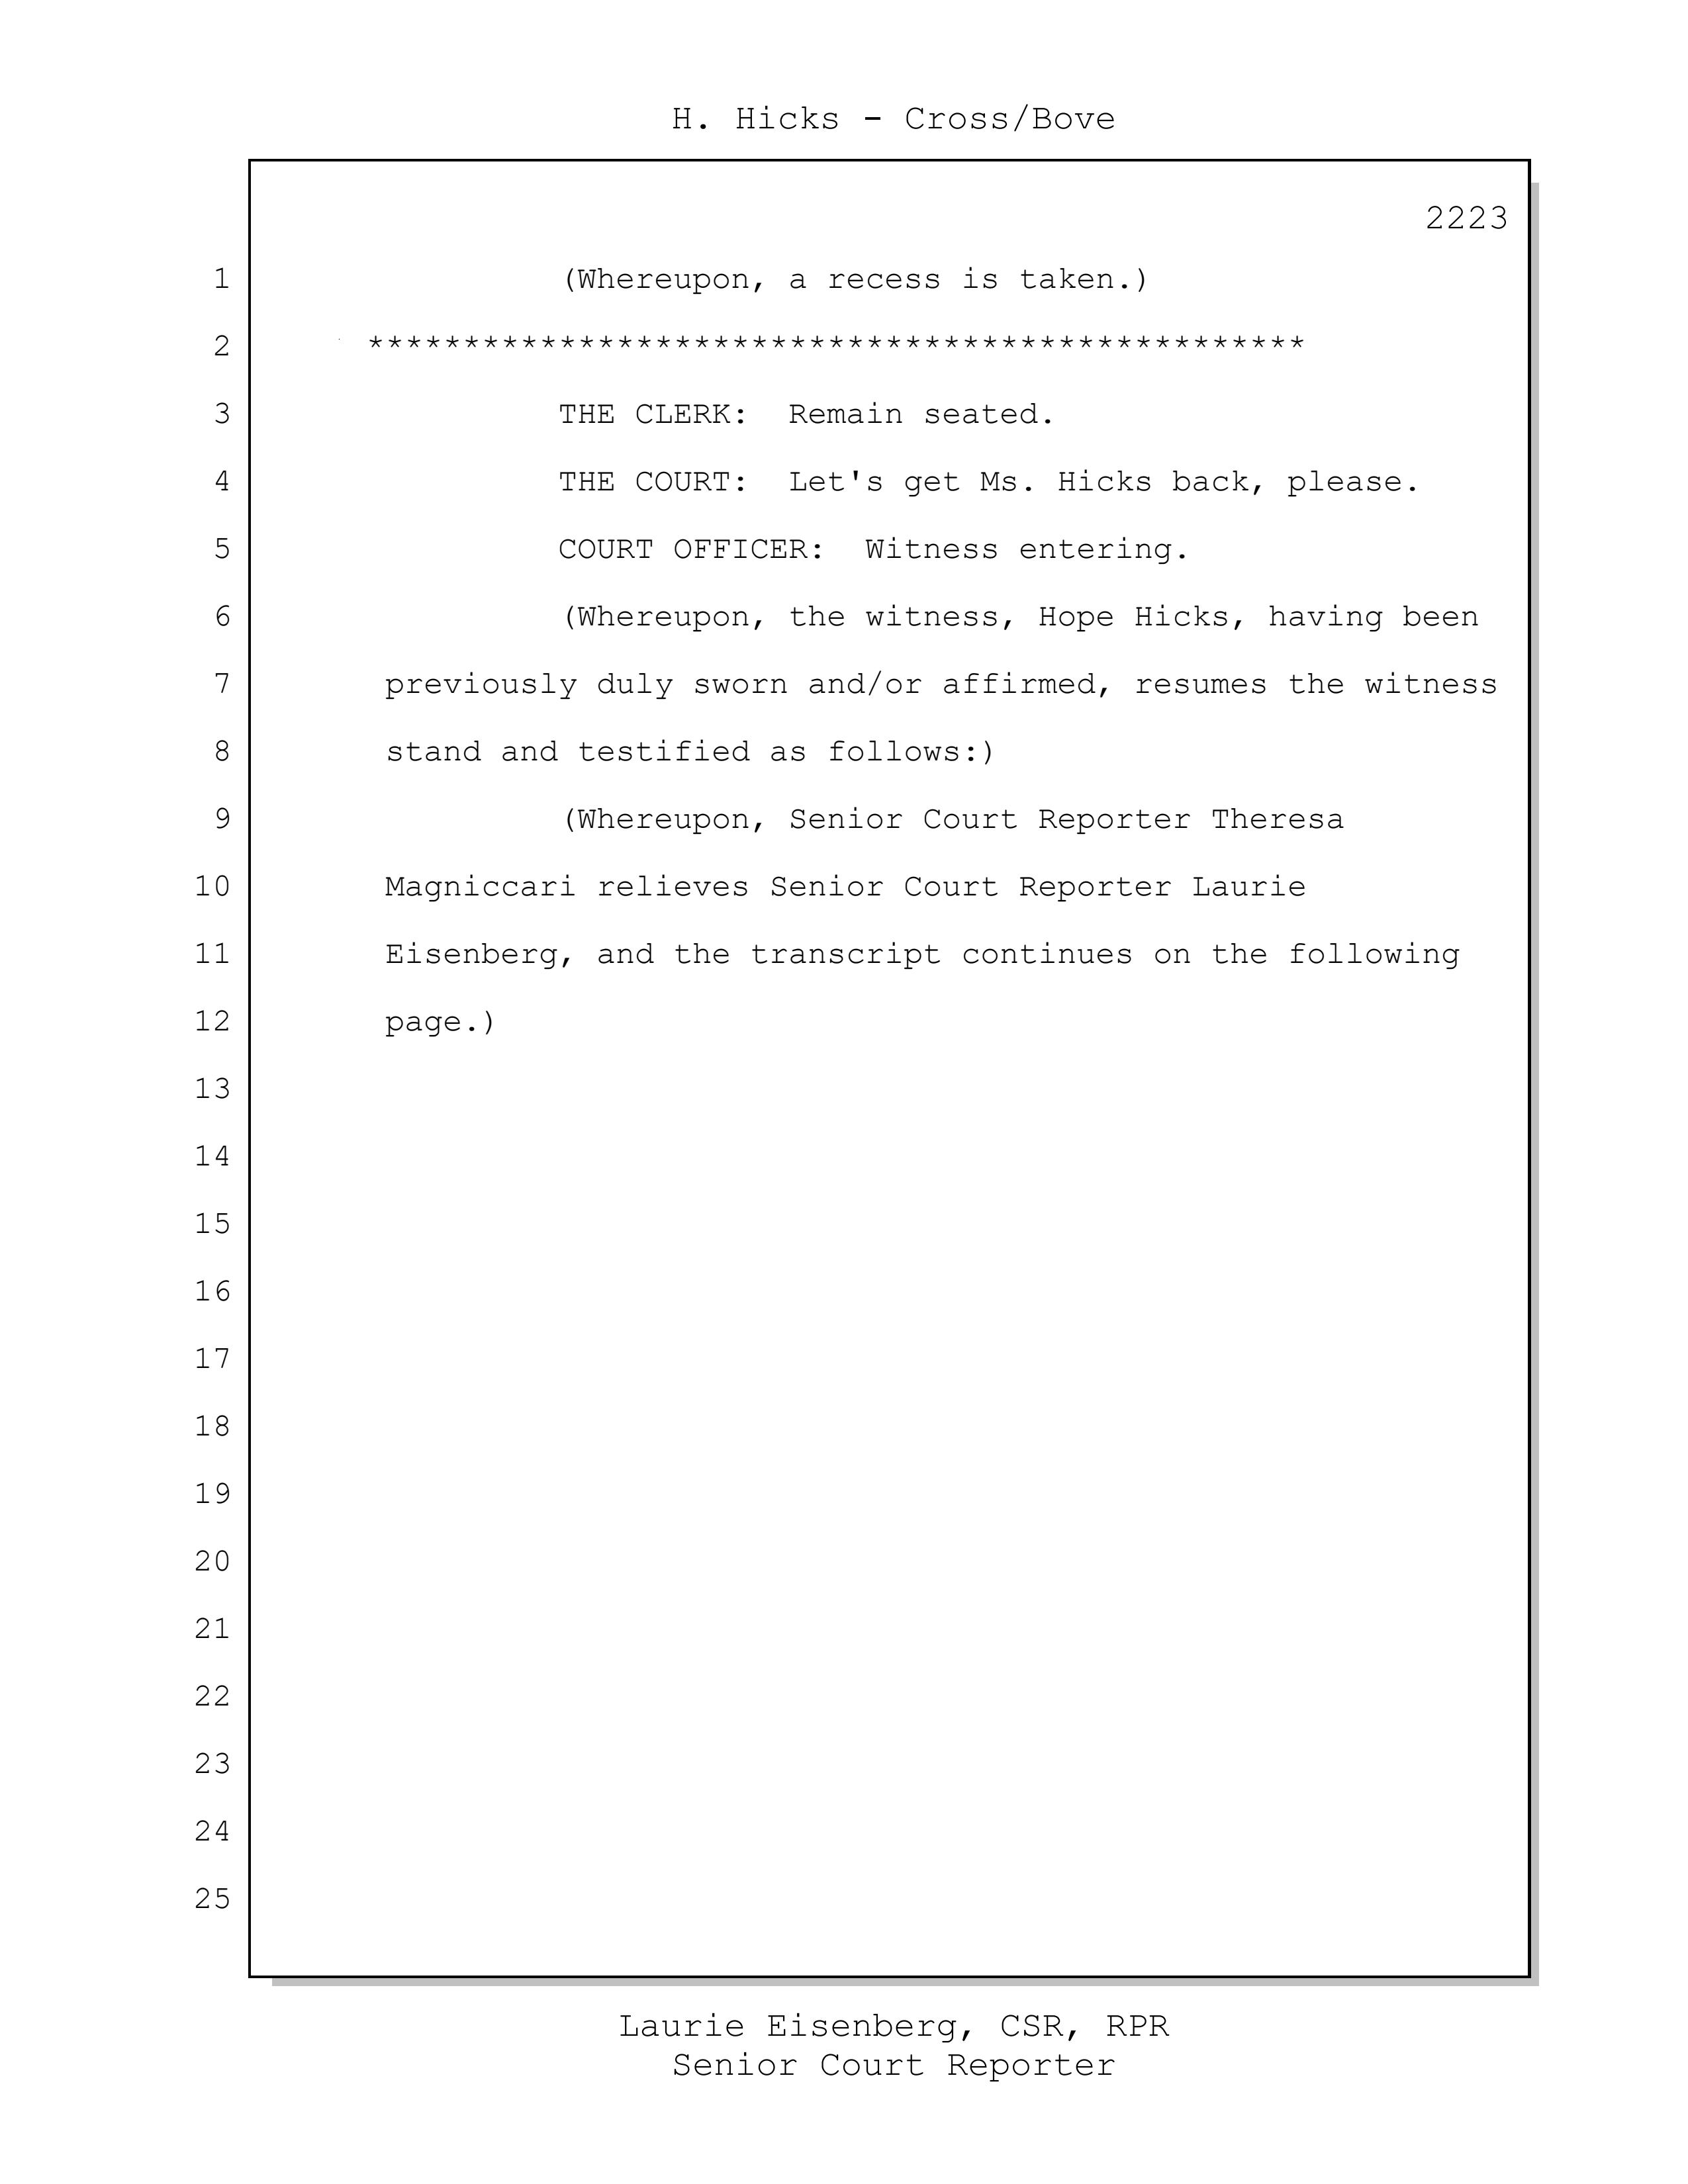 H. Hicks - Cross/Bove
2223
1 (Whereupon, a recess is taken.)
2 *************************************************
3 THE CLERK: Remain seated.
4 THE COURT: Let's get Ms. Hicks back, please.
5 COURT OFFICER: Witness entering.
6 (Whereupon, the witness, Hope Hicks, having been
7 previously duly sworn and/or affirmed, resumes the witness
8 stand and testified as follows:)
9 (Whereupon, Senior Court Reporter Theresa
10 Magniccari relieves Senior Court Reporter Laurie
11 Eisenberg, and the transcript continues on the following
12 page.)
13
14
15
16
17
18
19
20
21
22
23
24
25
Laurie Eisenberg, CSR, RPR
Senior Court Reporter